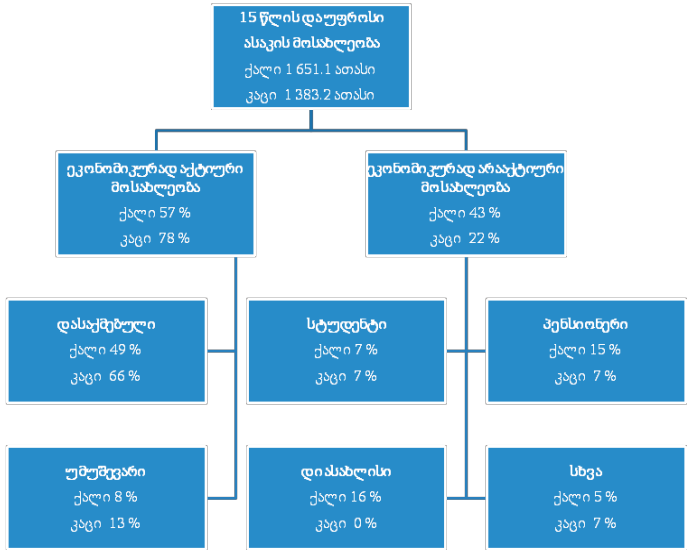 15 წლის და უფროსი
ასაკის მოსახლეობა
ქალი 1 651.1 ათასი
კაცი 1 383.2 ათასი
ეკონომიკურად აქტიური
მოსახლეობა
ქალი 57 %
კაცი 78 %
ეკონომიკურად არააქტიური
მოსახლეობა
ქალი 43 %
კაცი 22 %
დასაქმებული
ქალი 49 %
კაცი 66 %
სტუდენტი
ქალი 7 %
კაცი 7 %
პენსიონერი
ქალი 15 %
კაცი 7 %
უმუშევარი
ქალი 8 %
კაცი 13 %
დიასახლისი
ქალი 16 %
კაცი 0 %
სხვა
ქალი 5 %
კაცი 7 %